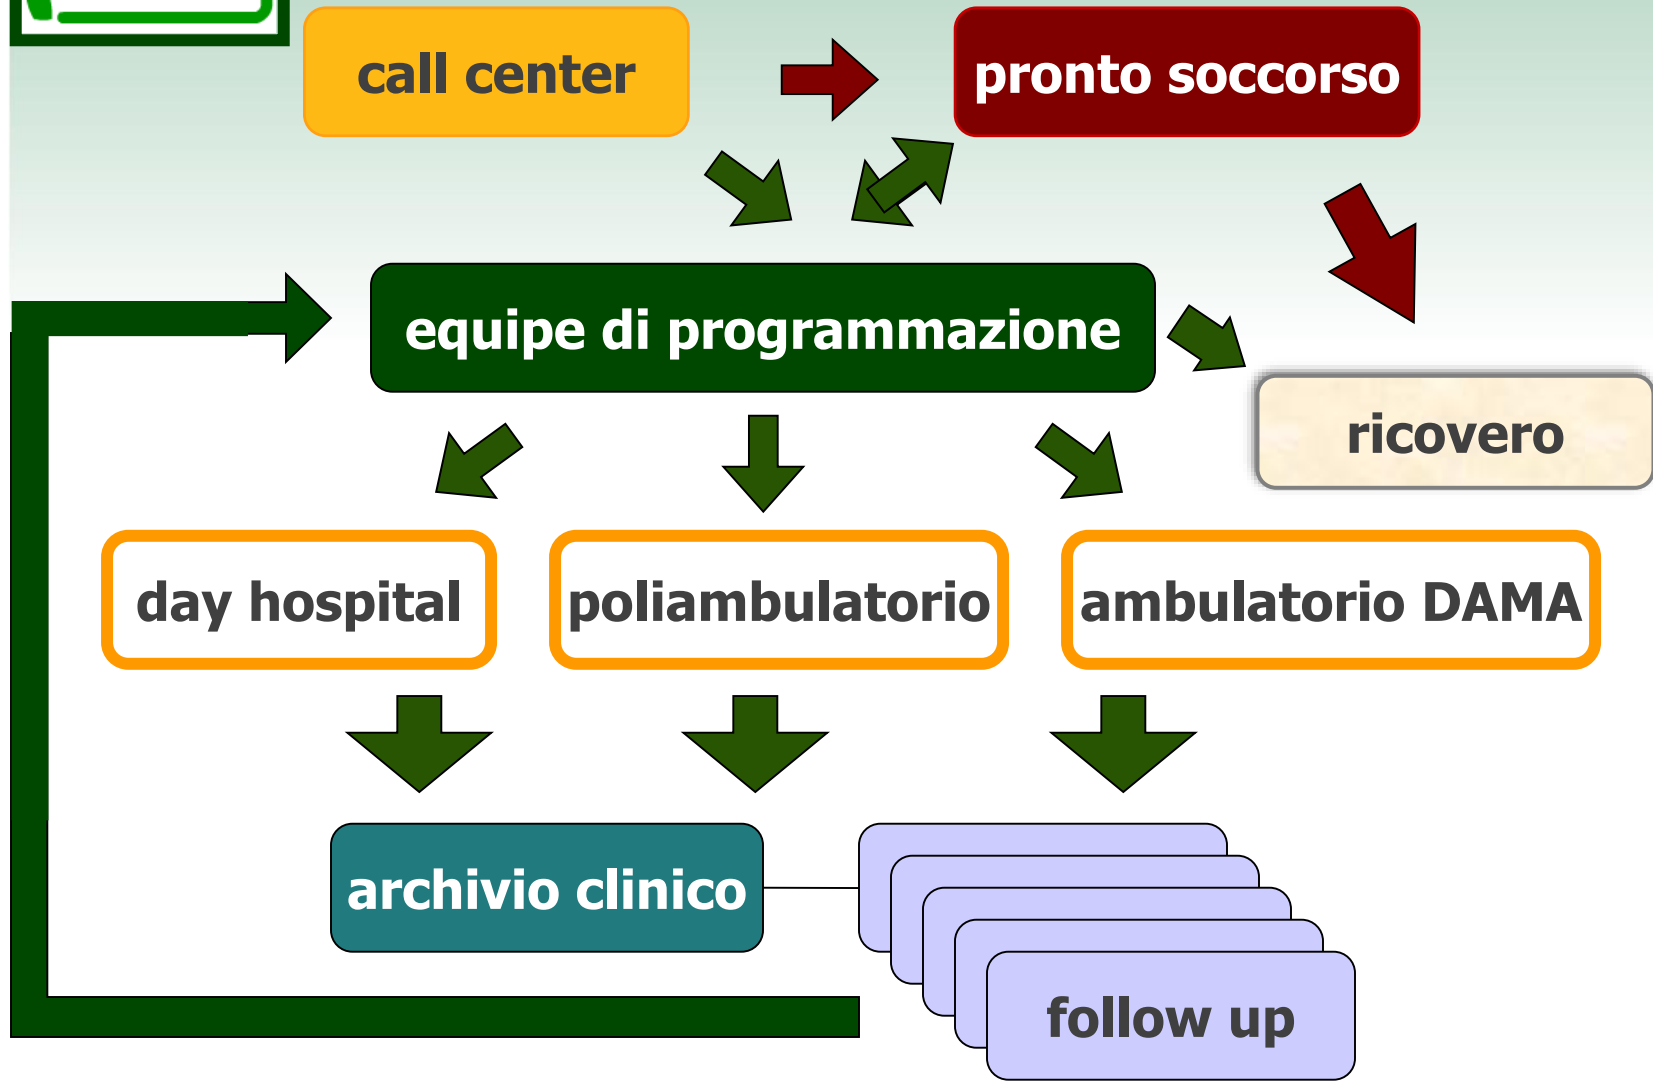 call center
pronto soccorso
equipe di programmazione
ricovero
day hospital
poliambulatorio
ambulatorio DAMA
archivio clinico
follow up